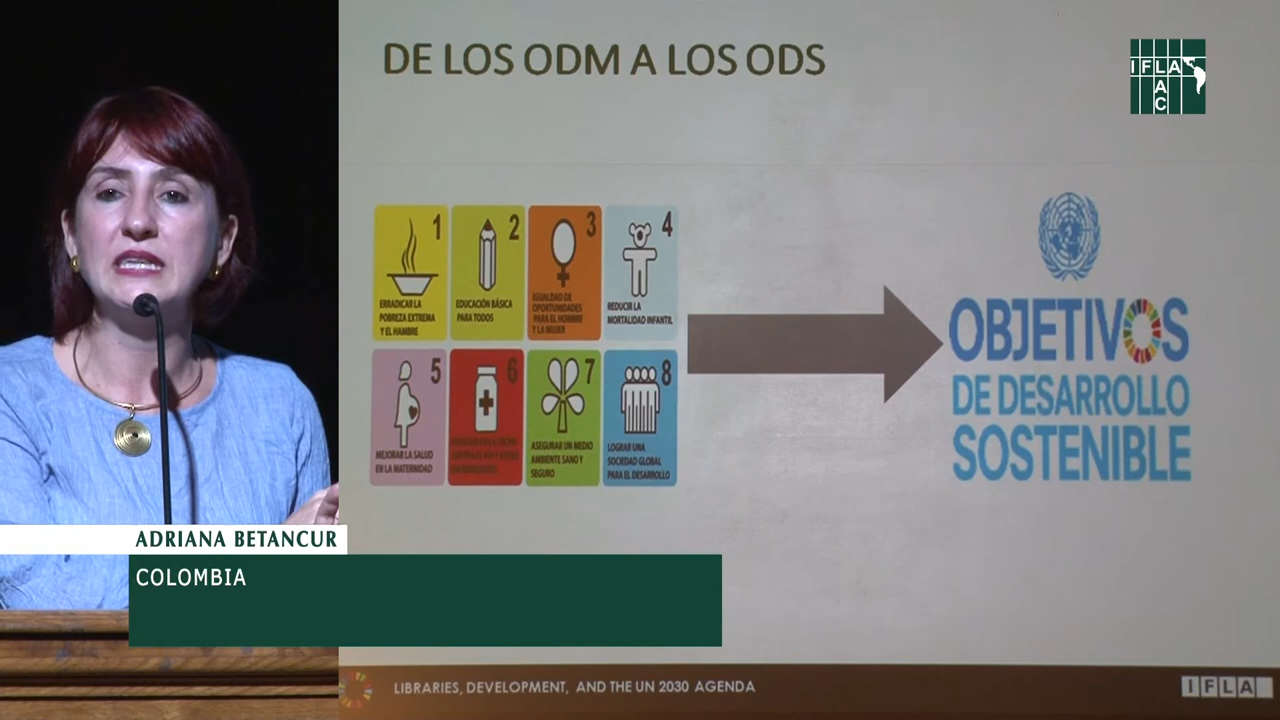 DE LOS ODM A LOS ODS
IFLA
LAC
1
ERRADICAR LA
POBREZA EXTREMA
Y EL HAMBRE
2
EDUCACIÓN BÁSICA
PARA TODOS
3
IGUALDAD DE
OPORTUNIDADES
PARA EL HOMBRE
Y LA MUJER
4
REDUCIR LA
MORTALIDAD INFANTIL
5
MEJORAR LA SALUD
EN LA MATERNIDAD
6
7
ASEGURAR UN MEDIO
AMBIENTE SANO Y
SEGURO
8
LOGRAR UNA
SOCIEDAD GLOBAL
PARA EL DESARROLLO
OBJETIVOS
DE DESARROLLO
SOSTENIBLE
ADRIANA BETANCUR
COLOMBIA
LIBRARIES, DEVELOPMENT, AND THE UN 2030 AGENDA
IFLA